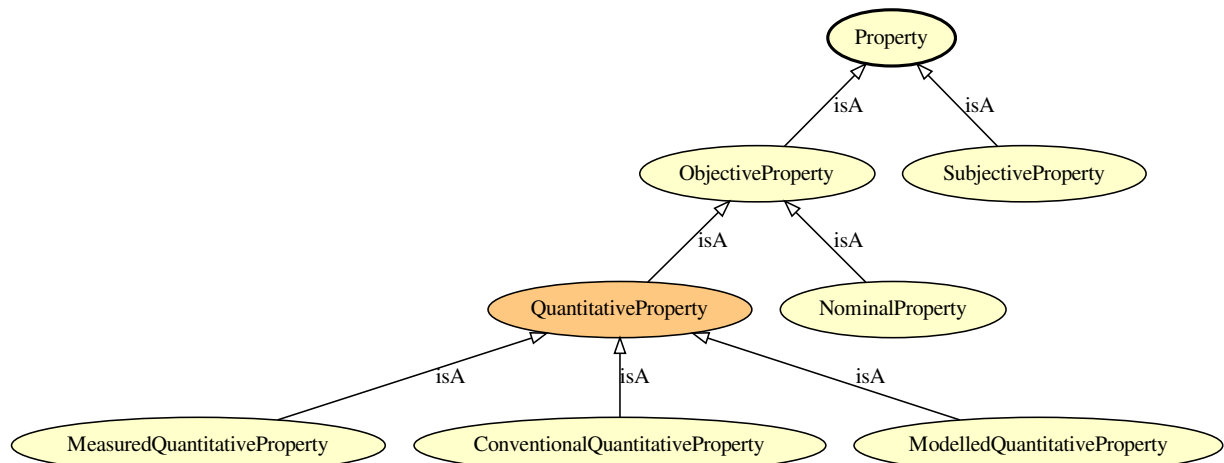 Property
isA
isA
ObjectiveProperty
SubjectiveProperty
isA
isA
QuantitativeProperty
NominalProperty
isA
isA
isA
MeasuredQuantitativeProperty
ConventionalQuantitativeProperty
ModelledQuantitativeProperty